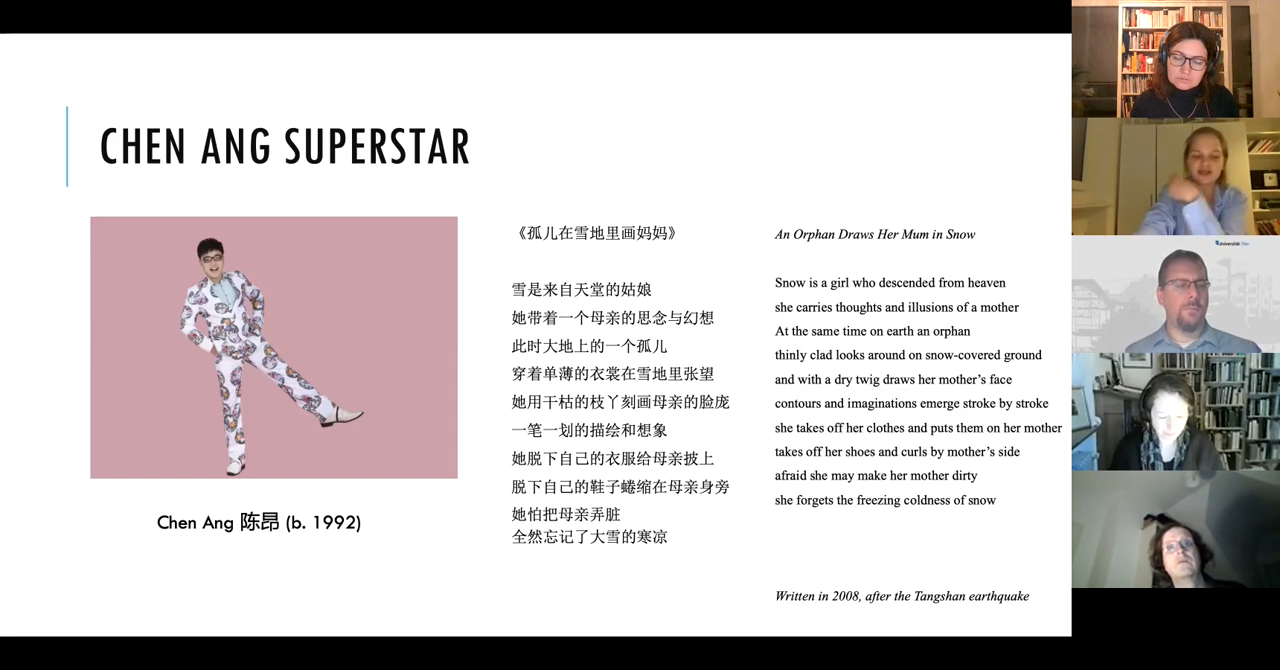 CHEN ANG SUPERSTAR
《孤儿在雪地里画妈妈》
雪是来自天堂的姑娘
她带着一个母亲的思念与幻想
此时大地上的一个孤儿
穿着单薄的衣裳在雪地里张望
她用干枯的枝丫刻画母亲的脸庞
一笔一划的描绘和想象
她脱下自己的衣服给母亲披上
脱下自己的鞋子蜷缩在母亲身旁
她怕把母亲弄脏
全然忘记了大雪的寒凉
An Orphan Draws Her Mum in Snow
Snow is a girl who descended from heaven
she carries thoughts and illusions of a mother
At the same time on earth an orphan
thinly clad looks around on snow-covered ground
and with a dry twig draws her mother’s face
contours and imaginations emerge stroke by stroke
she takes off her clothes and puts them on her mother
takes off her shoes and curls by mother’s side
afraid she may make her mother dirty
she forgets the freezing coldness of snow
Written in 2008, after the Tangshan earthquake
Chen Ang 陈昂 (b. 1992)
Universität Trier